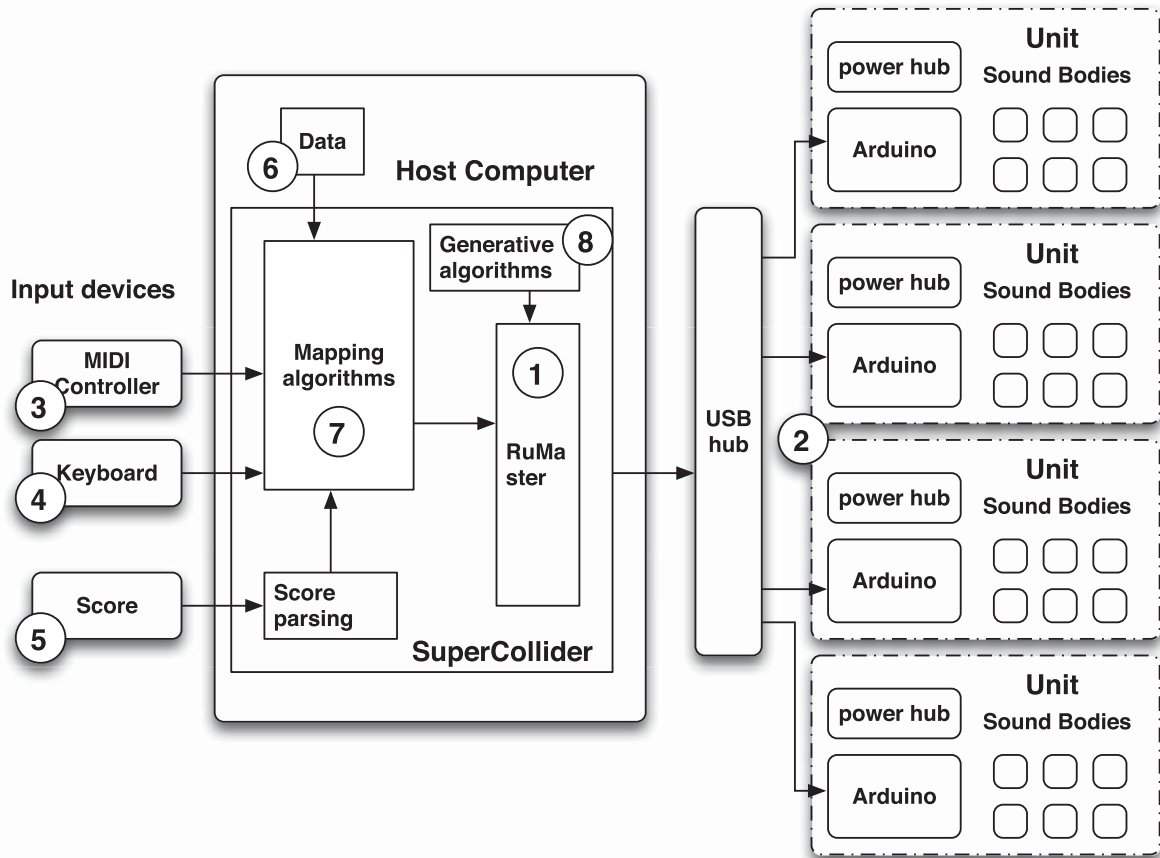 Input devices
MIDI
Controller
3
Keyboard
4
Score
5
Data
6
Host Computer
Mapping
algorithms
7
Generative
algorithms
8
1
RuMa
ster
Score
parsing
SuperCollider
USB
hub
2
Unit
power hub
Sound Bodies
Arduino
Unit
power hub
Sound Bodies
Arduino
Unit
power hub
Sound Bodies
Arduino
Unit
power hub
Sound Bodies
Arduino